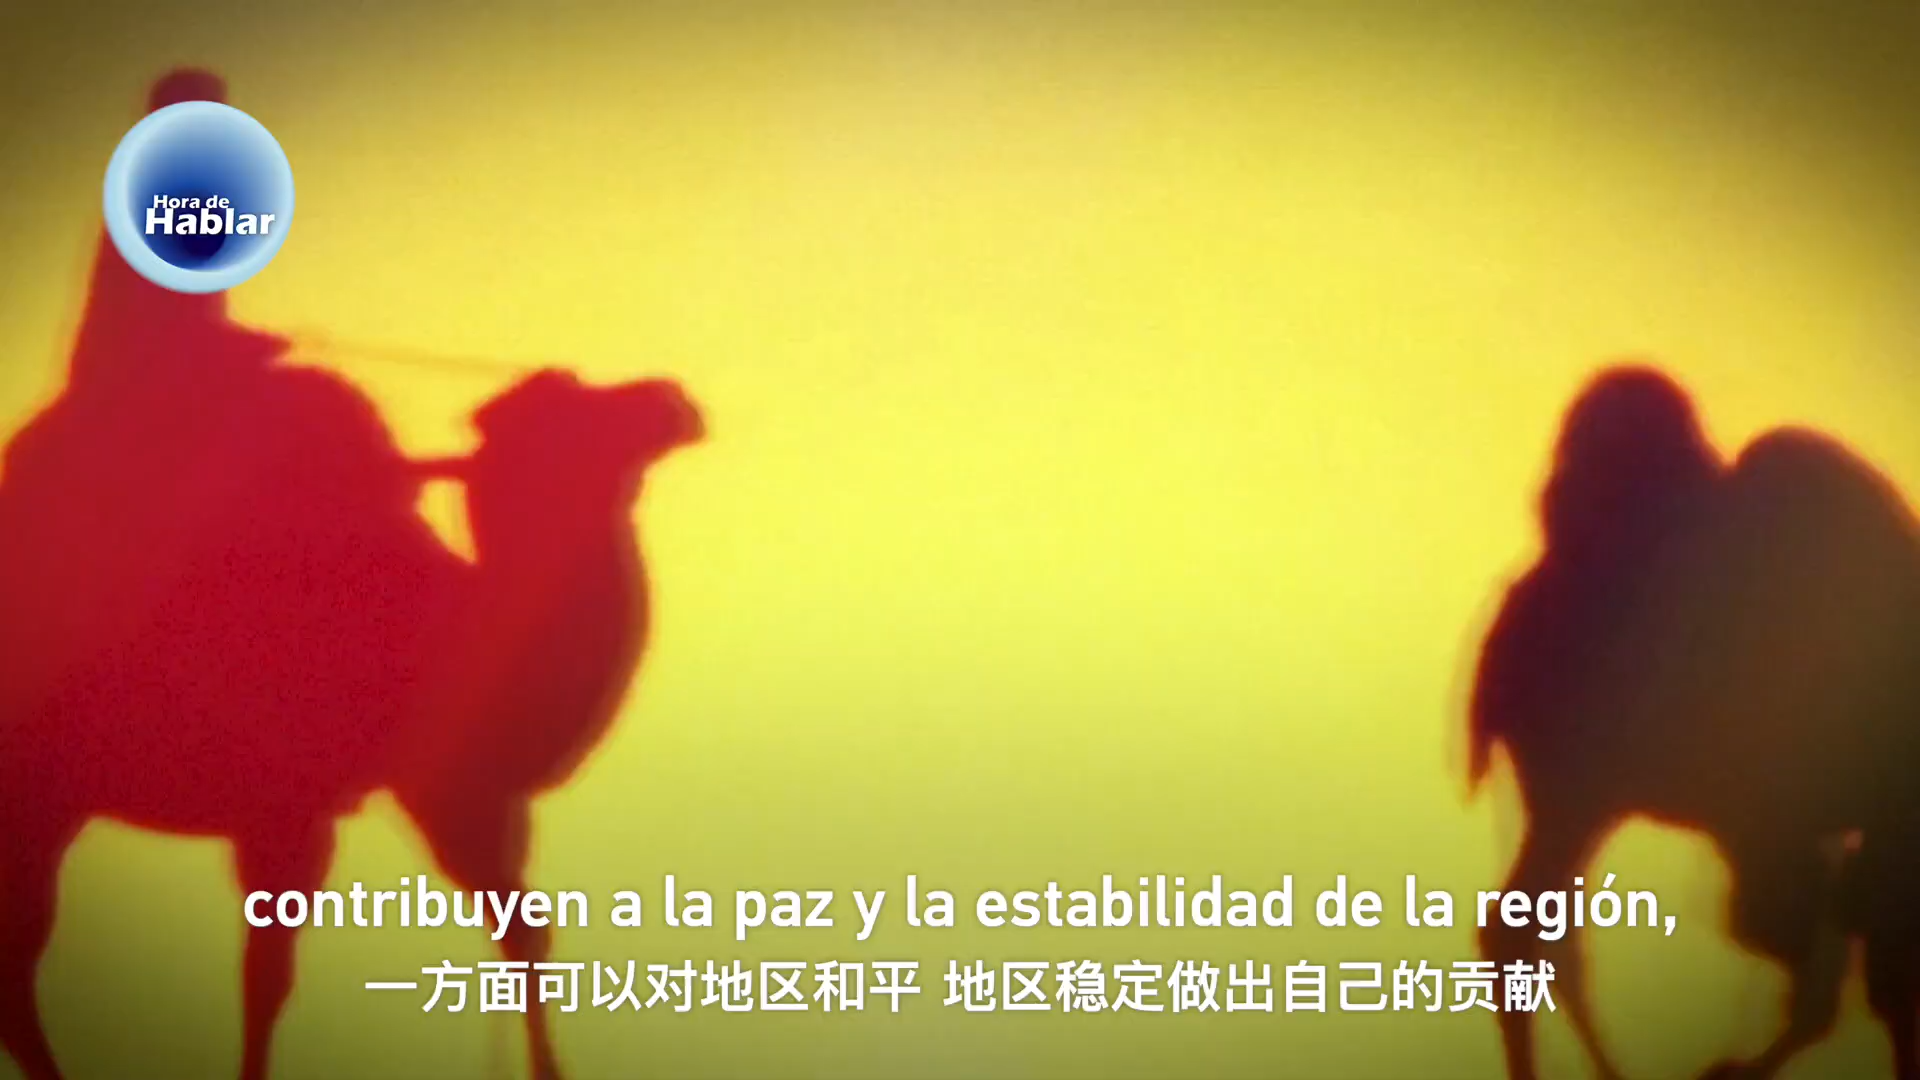 Hora de
Hablar
contribuyen a la paz y la estabilidad de la región,
一方面可以对地区和平 地区稳定做出自己的贡献